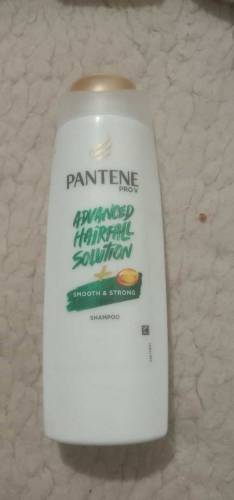 PANTENE
PRO-V
ADVANCED
HAIRFALL
SOLUTION
+
SMOOTH & STRONG
SHAMPOO